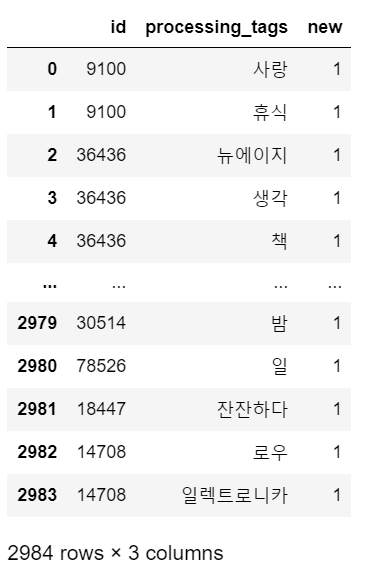 id processing_tags new
0 9100 사랑 1
1 9100 휴식 1
2 36436 뉴에이지 1
3 36436 생각 1
4 36436 책 1
... ... ... ...
2979 30514 밤 1
2980 78526 일 1
2981 18447 잔잔하다 1
2982 14708 로우 1
2983 14708 일렉트로니카 1
2984 rows × 3 columns